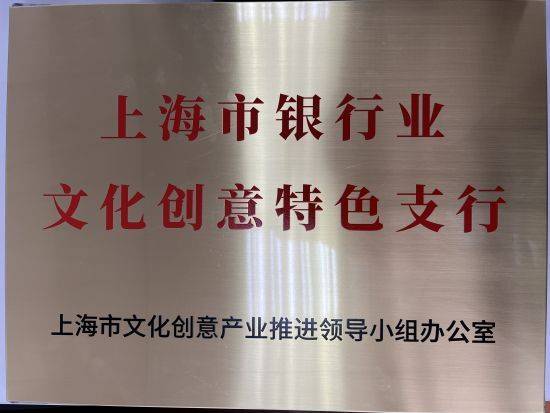 上海市银行业
文化创意特色支行
上海市文化创意产业推进领导小组办公室